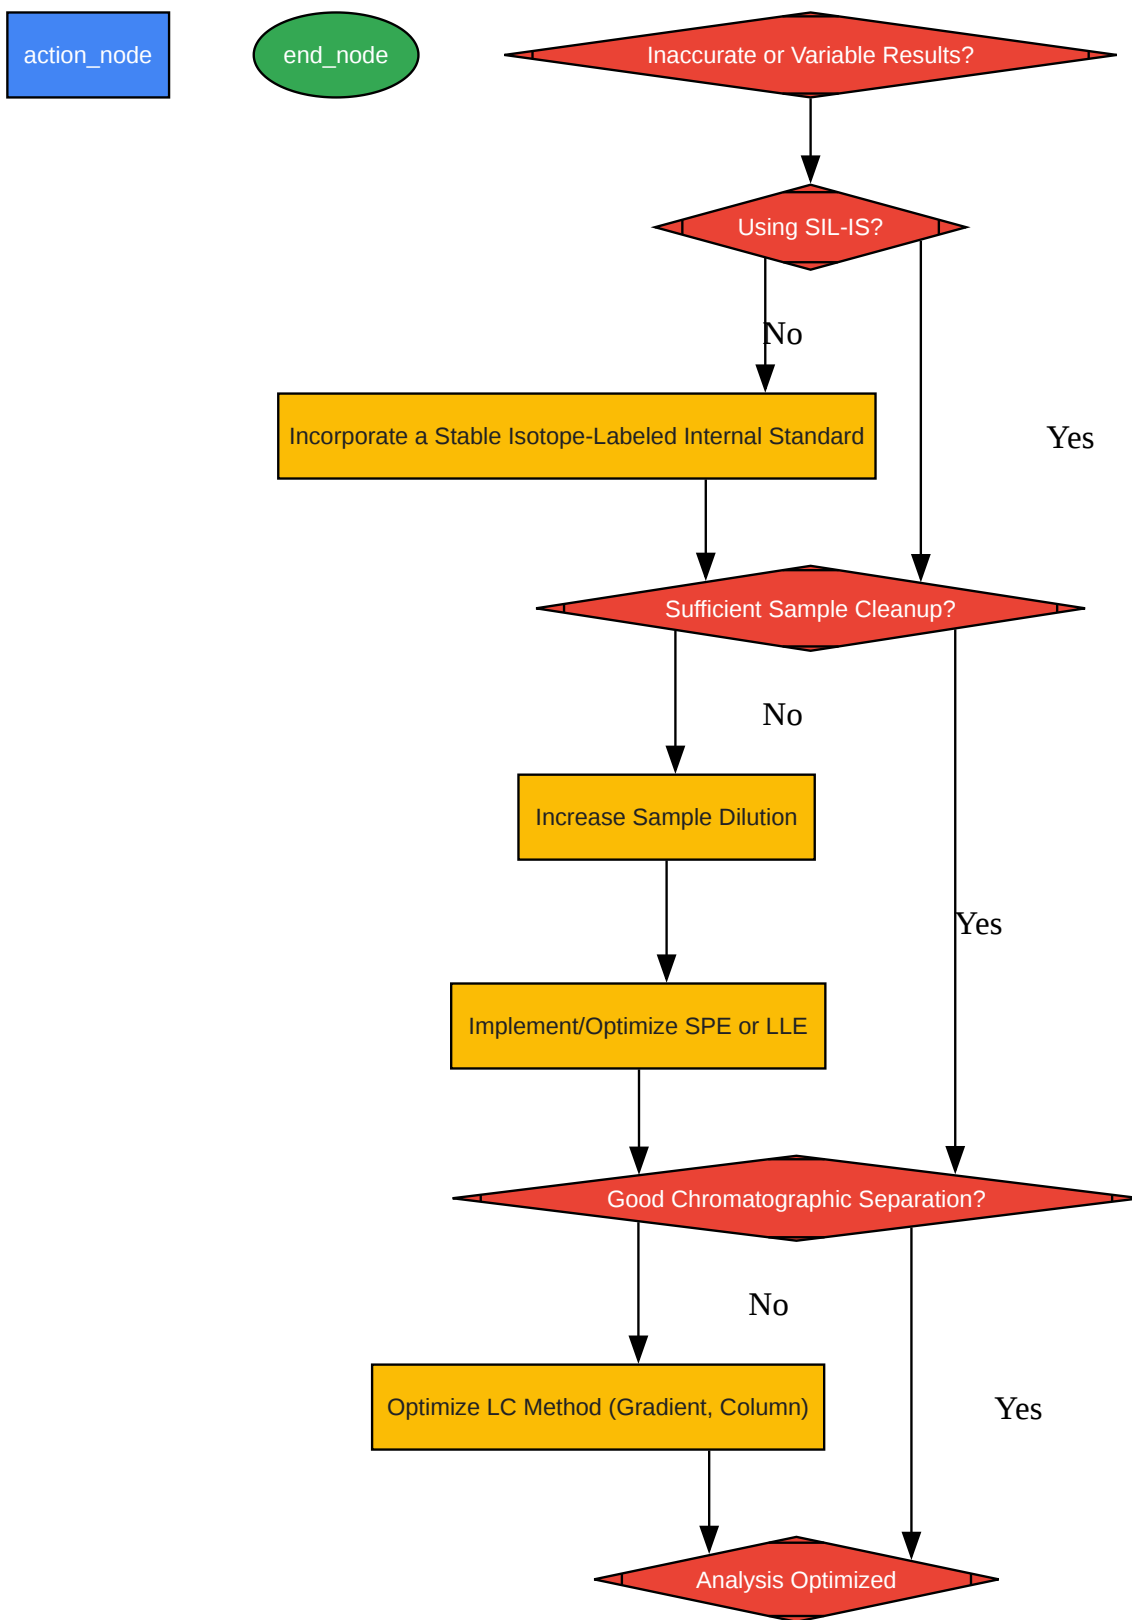 action_node
end_node
Inaccurate or Variable Results?
Using SIL-IS?
No
Incorporate a Stable Isotope-Labeled Internal Standard
Yes
Sufficient Sample Cleanup?
No
Increase Sample Dilution
Yes
Implement/Optimize SPE or LLE
Good Chromatographic Separation?
No
Optimize LC Method (Gradient, Column)
Yes
Analysis Optimized